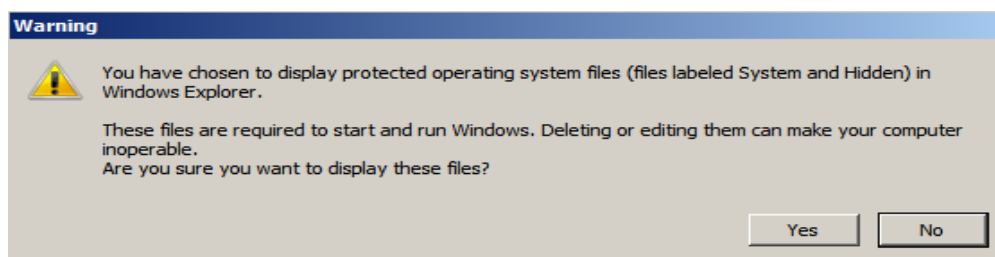 Warning
You have chosen to display protected operating system files (files labeled System and Hidden) in
Windows Explorer.
These files are required to start and run Windows. Deleting or editing them can make your computer
inoperable.
Are you sure you want to display these files?
Yes No